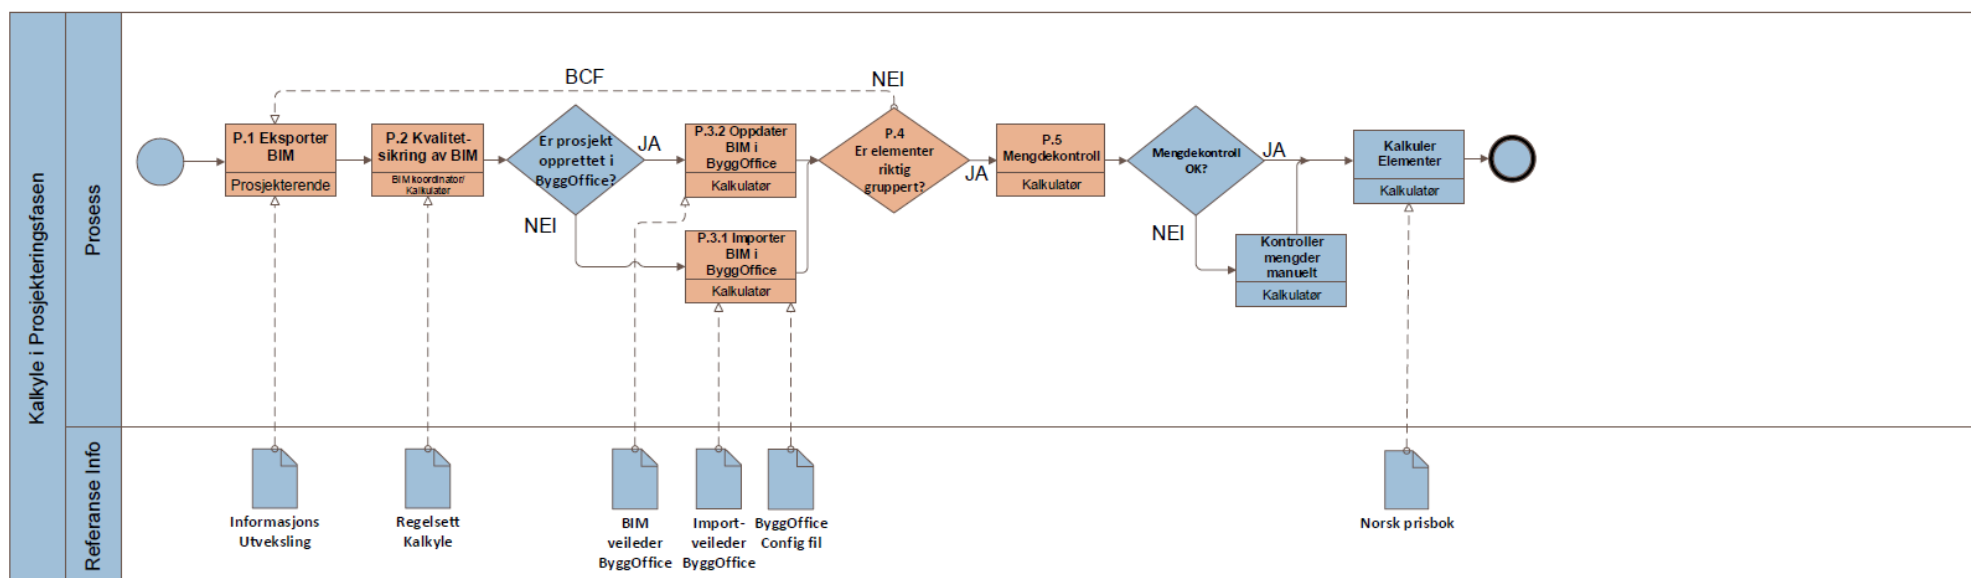 Kalkyle i Prosjekteringsfasen
Prosess
Referanse Info
BCF
NEI
P.1 Eksporter
BIM
Prosjekterende
P.2 Kvalitet-
sikring av BIM
BIM koordinator/
Kalkulatør
Er prosjekt
opprettet i
ByggOffice?
JA
NEI
P.3.2 Oppdater
BIM i
ByggOffice
Kalkulatør
P.3.1 Importer
BIM i
ByggOffice
Kalkulatør
P.4
Er elementer
riktig
gruppert?
JA
P.5
Mengdekontroll
Kalkulatør
Mengdekontroll
OK?
JA
NEI
Kontroller
mengder
manuelt
Kalkulatør
Kalkuler
Elementer
Kalkulatør
Informasjons
Utveksling
Regelsett
Kalkyle
BIM
veileder
ByggOffice
Import-
veileder
ByggOffice
ByggOffice
Config fil
Norsk prisbok